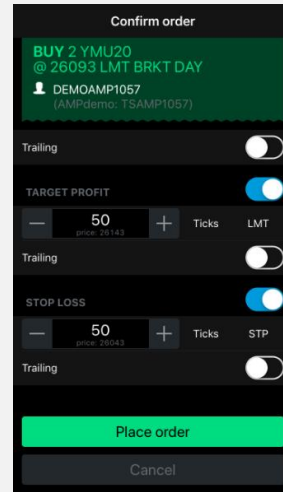 Confirm order
BUY 2 YMU20
@ 26093 LMT BRKT DAY
DEMOAMP1057
(AMPdemo: TSAMP1057)
Trailing
TARGET PROFIT
— 50 + Ticks LMT
price: 26143
Trailing
STOP LOSS
— 50 + Ticks STP
price: 26043
Trailing
Place order
Cancel